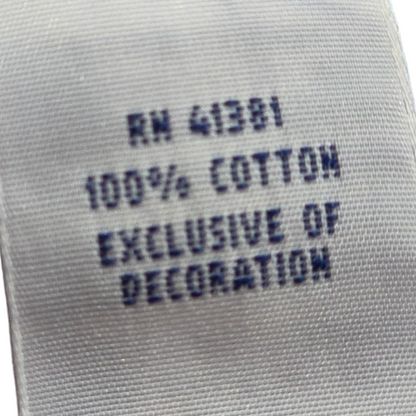 RN 41381
100% COTTON
EXCLUSIVE OF
DECORATION